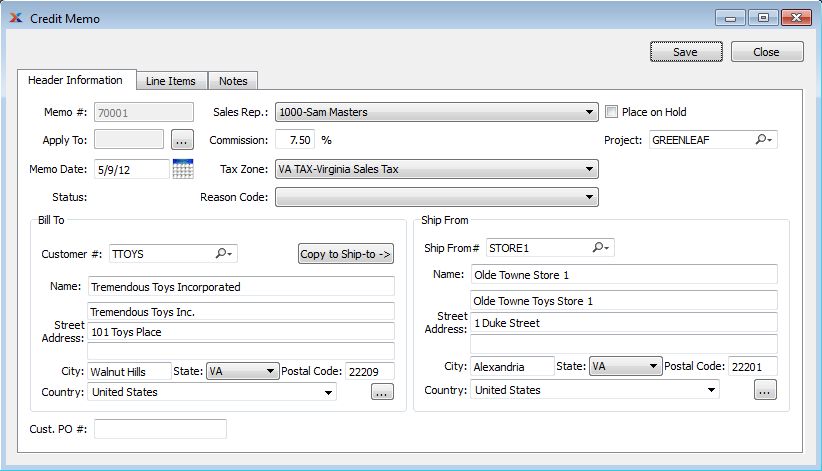 Credit Memo
Save Close
Header Information Line Items Notes
Memo #: 70001 Sales Rep.: 1000-Sam Masters Place on Hold
Apply To: ... Commission: 7.50 % Project: GREENLEAF
Memo Date: 5/9/12 Tax Zone: VA TAX-Virginia Sales Tax
Status: Reason Code:
Bill To
Customer #: TTOYS Copy to Ship-to ->
Name: Tremendous Toys Incorporated
Tremendous Toys Inc.
Street
Address: 101 Toys Place
City: Walnut Hills State: VA Postal Code: 22209
Country: United States ...
Ship From
Ship From# STORE1
Name: Olde Towne Store 1
Olde Towne Toys Store 1
Street
Address: 1 Duke Street
City: Alexandria State: VA Postal Code: 22201
Country: United States ...
Cust. PO #: